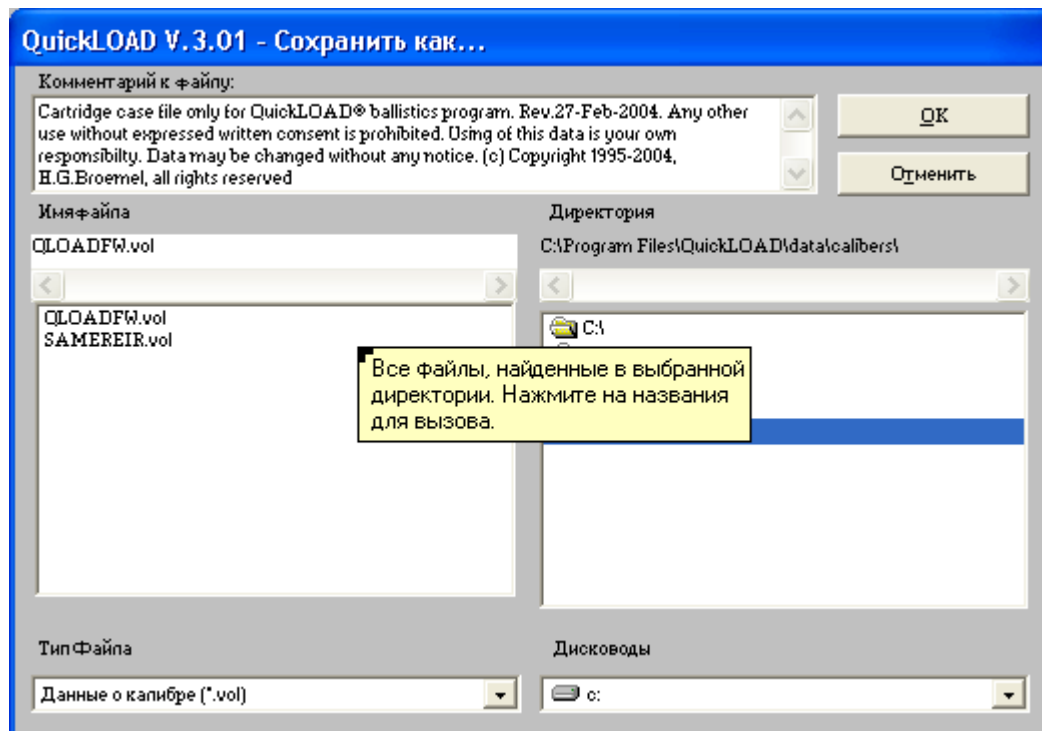 QuickLOAD V.3.01 - Сохранить как...
Комментарий к файлу:
Cartridge case file only for QuickLOAD® ballistics program. Rev.27-Feb-2004. Any other
use without expressed written consent is prohibited. Using of this data is your own
responsibilty. Data may be changed without any notice. (c) Copyright 1995-2004,
H.G.Broemel, all rights reserved
OK
Отменить
Имяфайла
QLOADFW.vol
QLOADFW.vol
SAMEREIR.vol
Директория
C:\Program Files\QuickLOAD\data\calibers\
C:\
Все файлы, найденные в выбранной
директории. Нажмите на названия
для вызова.
ТипФайла
Данные о калибре (*.vol)
Дисководы
c: